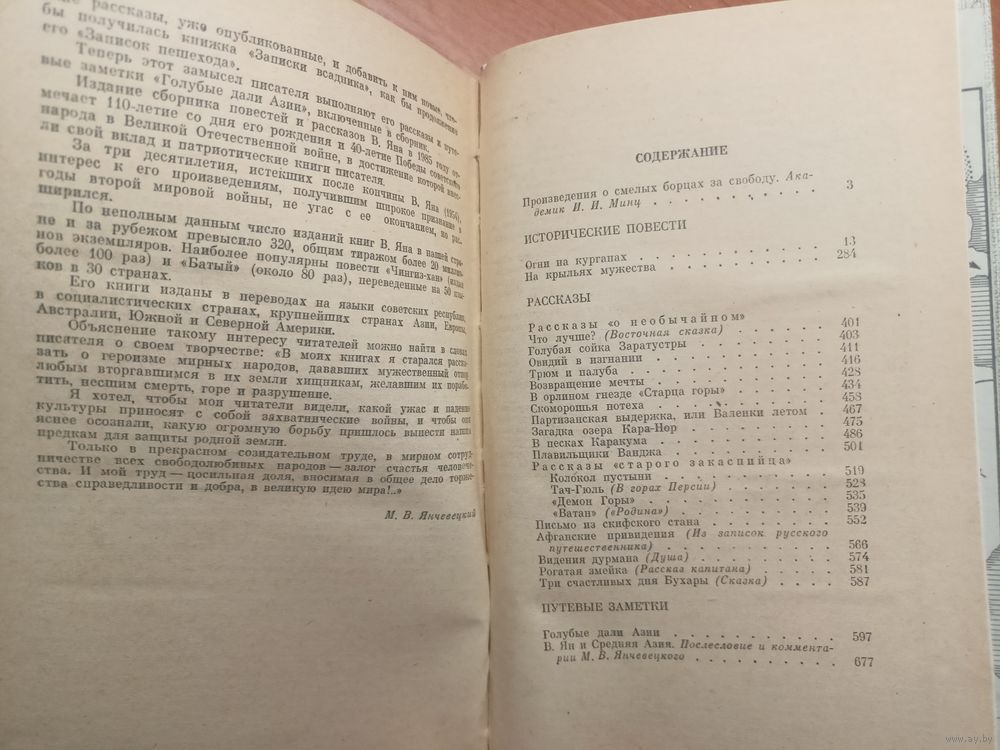 рассказы, уже опубликованные, и добавить к ним новые, что-
бы получилась книжка «Записки всадника», как бы продолжение
его «Записок пешехода».
Теперь этот замысел писателя выполняют его рассказы и путе-
вые заметки «Голубые дали Азии», включенные в сборник.
Издание сборника повестей и рассказов В. Яна в 1985 году от-
мечает 110-летие со дня его рождения и 40-летие Победы советского
народа в Великой Отечественной войне, в достижение которой внес-
ли свой вклад и патриотические книги писателя.
За три десятилетия, истекших после кончины В. Яна (1954),
интерес к его произведениям, получившим широкое признание в
годы второй мировой войны, не угас с ее окончанием, но рас-
ширился.
По неполным данным число изданий книг В. Яна в нашей стра-
не и за рубежом превысило 320, общим тиражом более 20 миллио-
нов экземпляров. Наиболее популярны повести «Чингиз-хан» (издан
более 100 раз) и «Батый» (около 80 раз), переведенные на 50 язы-
ков в 30 странах.
Его книги изданы в переводах на языки советских республик,
в социалистических странах, крупнейших странах Азии, Европы,
Австралии, Южной и Северной Америки.
Объяснение такому интересу читателей можно найти в словах
писателя о своем творчестве: «В моих книгах я старался расска-
зать о героизме мирных народов, дававших мужественный отпор
любым вторгавшимся в их земли хищникам, желавшим их порабо-
тить, несшим смерть, горе и разрушение.
Я хотел, чтобы мои читатели видели, какой ужас и падение
культуры приносят с собой захватнические войны, и чтобы они
яснее осознали, какую огромную борьбу пришлось вынести нашим
предкам для защиты родной земли.
Только в прекрасном созидательном труде, в мирном сотруд-
ничестве всех свободолюбивых народов — залог счастья человече-
ства. И мой труд — посильная доля, вносимая в общее дело торже-
ства справедливости и добра, в великую идею мира!..»
М. В. Янчевецкий
СОДЕРЖАНИЕ
Произведения о смелых борцах за свободу. Ака-
демик И. И. Минц . . . . . . . 3
ИСТОРИЧЕСКИЕ ПОВЕСТИ
Огни на курганах . . . . . . . 13
На крыльях мужества . . . . . . . 284
РАССКАЗЫ
Рассказы «о необычайном»
Что лучше? (Восточная сказка) . . . . 401
Голубая сойка Заратустры . . . . . 403
Овидий в изгнании . . . . . . . 411
Трюм и палуба . . . . . . . 416
Возвращение мечты . . . . . . . 428
В орлином гнезде «Старца горы» . . . . 434
Скоморошья потеха . . . . . . . 458
Партизанская выдержка, или Валенки летом . 467
Загадка озера Кара-Нор . . . . . 475
В песках Каракума . . . . . . . 486
Плавильщики Ванджа . . . . . . . 501
Рассказы «старого закаспийца»
Колокол пустыни . . . . . . . 519
Тач-Гюль (В горах Персии) . . . . . 528
«Демон Горы» . . . . . . . 535
«Ватан» («Родина») . . . . . . . 539
Письмо из скифского стана . . . . . 552
Афганские привидения (Из записок русского
путешественника) . . . . . . . 566
Видения дурмана (Душа) . . . . . 574
Рогатая змейка (Рассказ капитана) . . . . 581
Три счастливых дня Бухары (Сказка) . . . . 587
ПУТЕВЫЕ ЗАМЕТКИ
Голубые дали Азии . . . . . . . 597
В. Ян и Средняя Азия. Послесловие и коммента-
рии М. В. Янчевецкого . . . . . . . 677
www.ay.by